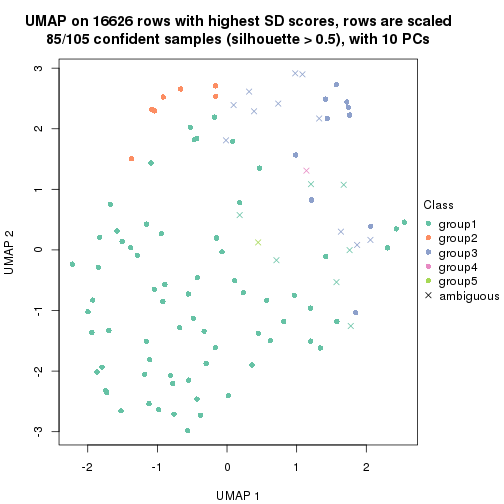 UMAP on 16626 rows with highest SD scores, rows are scaled
85/105 confident samples (silhouette > 0.5), with 10 PCs
3
2
1
0
-1
-2
-3
UMAP 2
-2
-1
0
1
2
UMAP 1
Class
group1
group2
group3
group4
group5
ambiguous